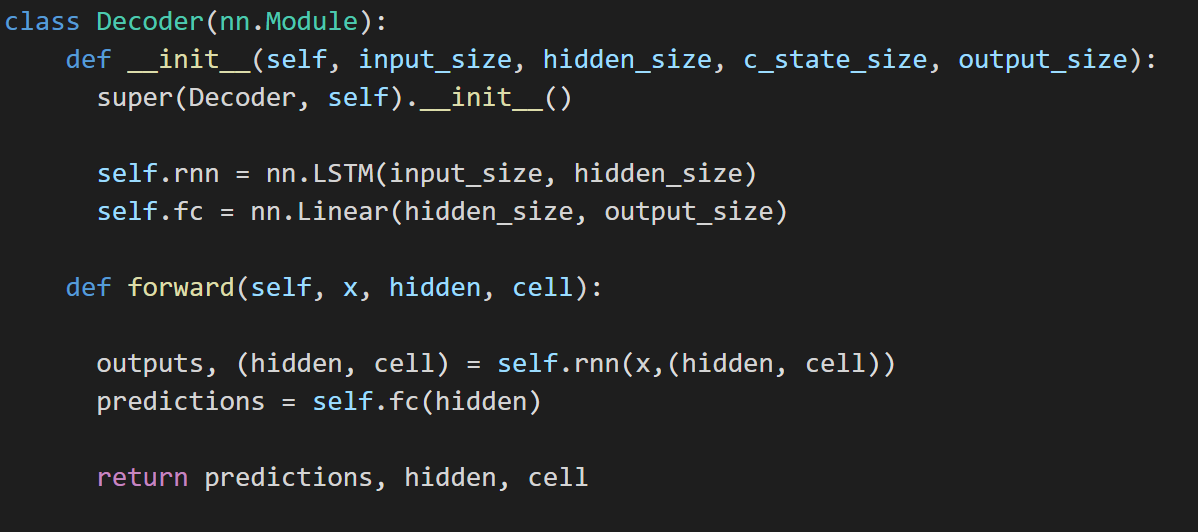 class Decoder(nn.Module):
    def __init__(self, input_size, hidden_size, c_state_size, output_size):
      super(Decoder, self).__init__()

      self.rnn = nn.LSTM(input_size, hidden_size)
      self.fc = nn.Linear(hidden_size, output_size)

    def forward(self, x, hidden, cell):

      outputs, (hidden, cell) = self.rnn(x,(hidden, cell))
      predictions = self.fc(hidden)

      return predictions, hidden, cell